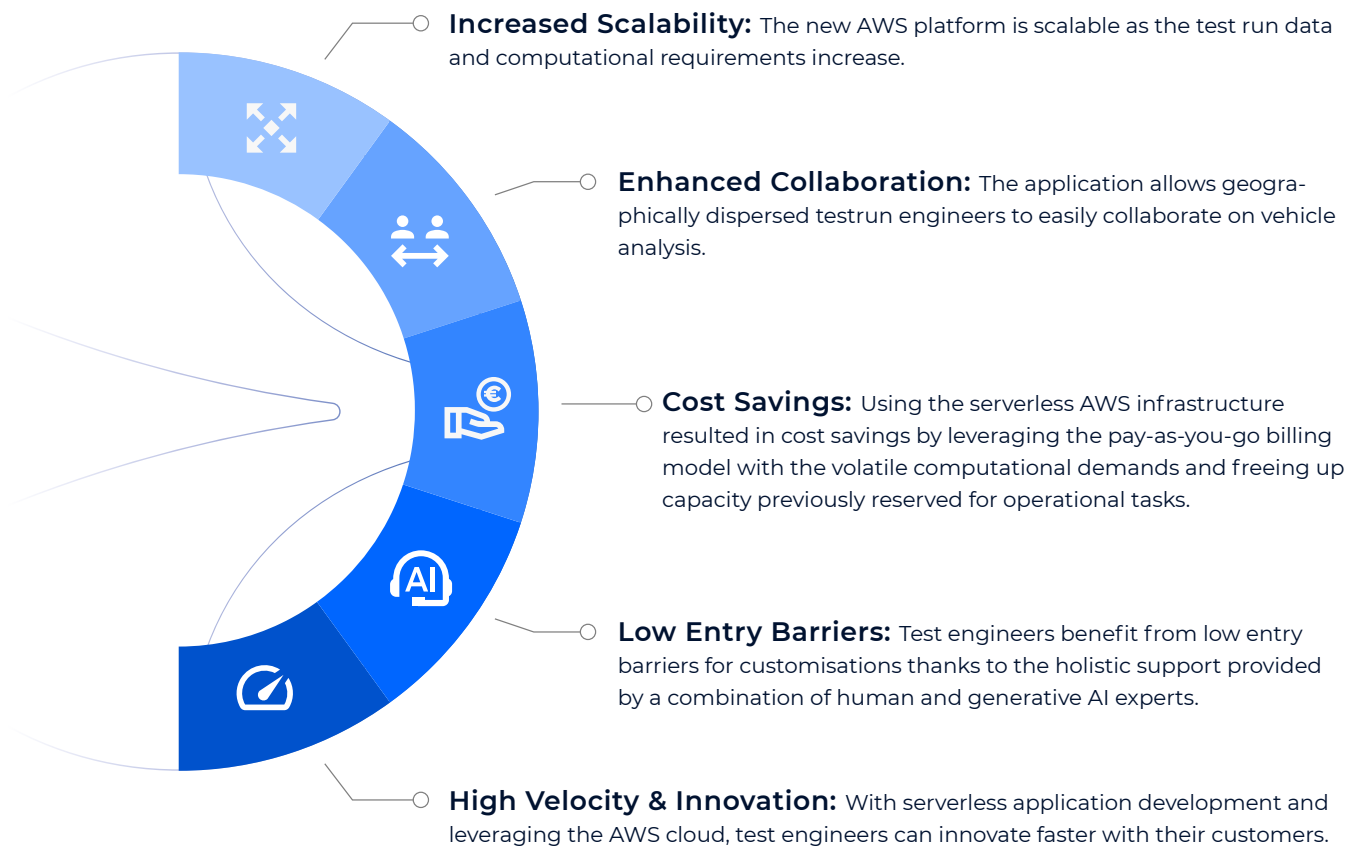 Increased Scalability: The new AWS platform is scalable as the test run data
and computational requirements increase.
Enhanced Collaboration: The application allows geogra-
phically dispersed testrun engineers to easily collaborate on vehicle
analysis.
€
Cost Savings: Using the serverless AWS infrastructure
resulted in cost savings by leveraging the pay-as-you-go billing
model with the volatile computational demands and freeing up
capacity previously reserved for operational tasks.
AI
Low Entry Barriers: Test engineers benefit from low entry
barriers for customisations thanks to the holistic support provided
by a combination of human and generative AI experts.
High Velocity & Innovation: With serverless application development and
leveraging the AWS cloud, test engineers can innovate faster with their customers.